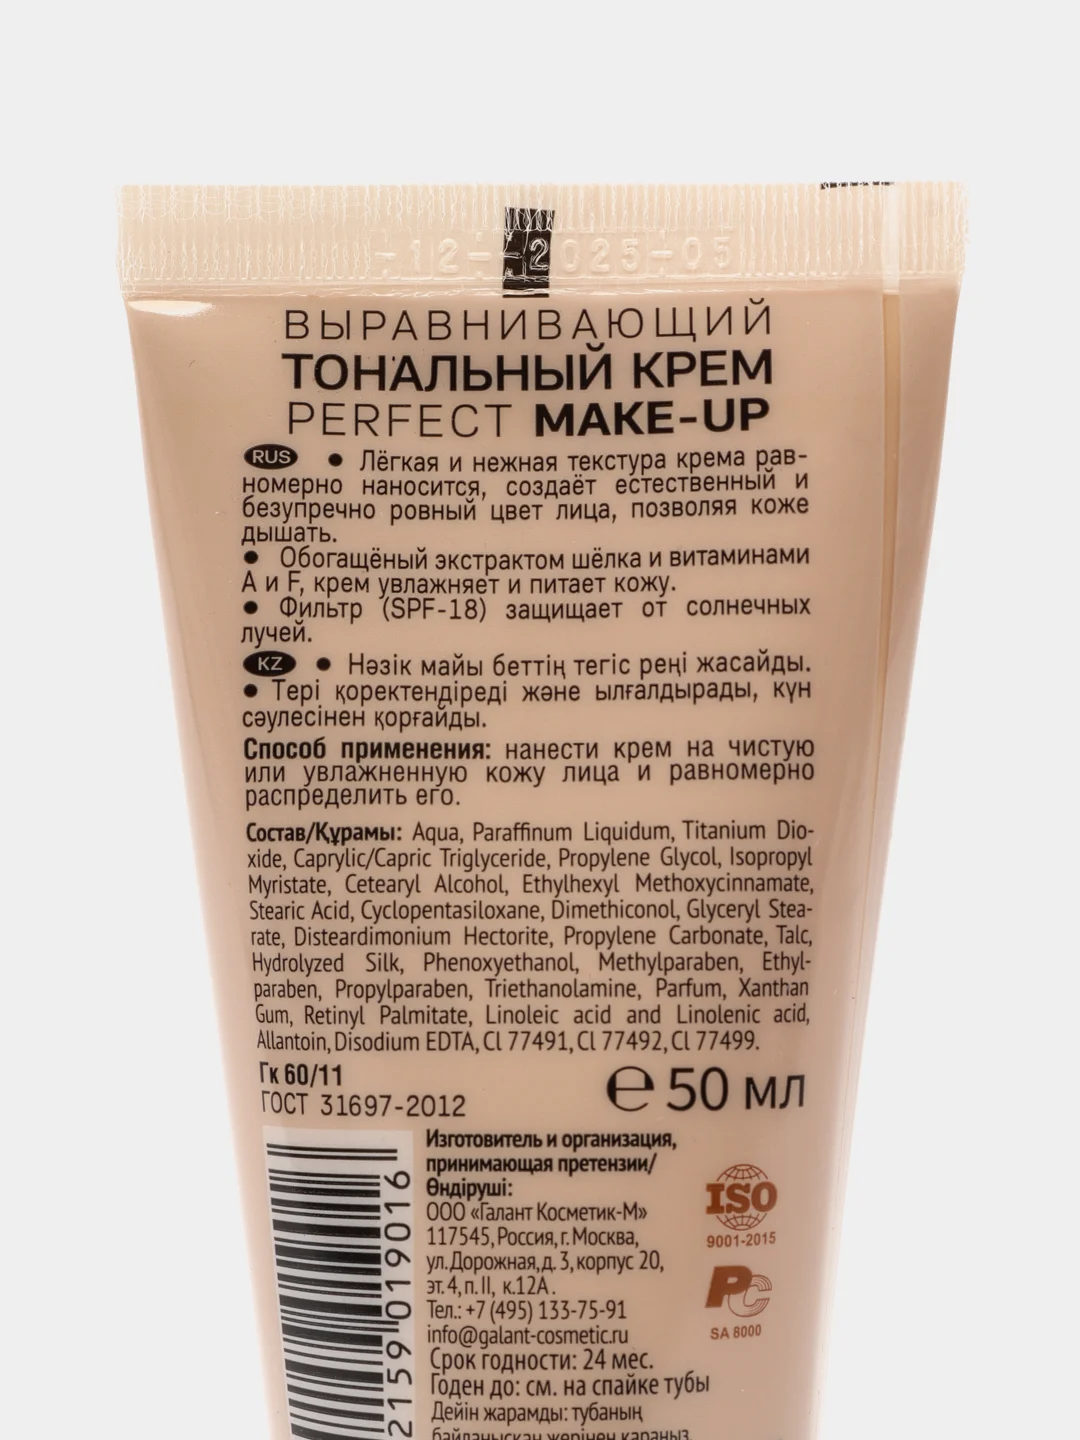 -12--2025-05
ВЫРАВНИВАЮЩИЙ
ТОНАЛЬНЫЙ КРЕМ
PERFECT MAKE-UP
RUS • Лёгкая и нежная текстура крема рав-
номерно наносится, создаёт естественный и
безупречно ровный цвет лица, позволяя коже
дышать.
• Обогащёный экстрактом шёлка и витаминами
А и F, крем увлажняет и питает кожу.
• Фильтр (SPF-18) защищает от солнечных
лучей.
KZ • Нәзік майы беттің тегіс реңі жасайды.
• Тері қоректендіреді және ылғалдырады, күн
сәулесінен қорғайды.
Способ применения: нанести крем на чистую
или увлажненную кожу лица и равномерно
распределить его.
Состав/Құрамы: Aqua, Paraffinum Liquidum, Titanium Dio-
xide, Caprylic/Capric Triglyceride, Propylene Glycol, Isopropyl
Myristate, Cetearyl Alcohol, Ethylhexyl Methoxycinnamate,
Stearic Acid, Cyclopentasiloxane, Dimethiconol, Glyceryl Stea-
rate, Disteardimonium Hectorite, Propylene Carbonate, Talc,
Hydrolyzed Silk, Phenoxyethanol, Methylparaben, Ethyl-
paraben, Propylparaben, Triethanolamine, Parfum, Xanthan
Gum, Retinyl Palmitate, Linoleic acid and Linolenic acid,
Allantoin, Disodium EDTA, Cl 77491, Cl 77492, Cl 77499.
Гк 60/11
ГОСТ 31697-2012
℮ 50 мл
2159 019016
Изготовитель и организация,
принимающая претензии/
Өндіруші:
ООО «Галант Косметик-М»
117545, Россия, г. Москва,
ул. Дорожная, д. 3, корпус 20,
эт. 4, п. II, к.12А.
Тел.: +7 (495) 133-75-91
info@galant-cosmetic.ru
Срок годности: 24 мес.
Годен до: см. на спайке тубы
Дейін жарамды: тубаның
байланысқан жерінен қараңыз.
ISO
9001-2015
РС
SA 8000